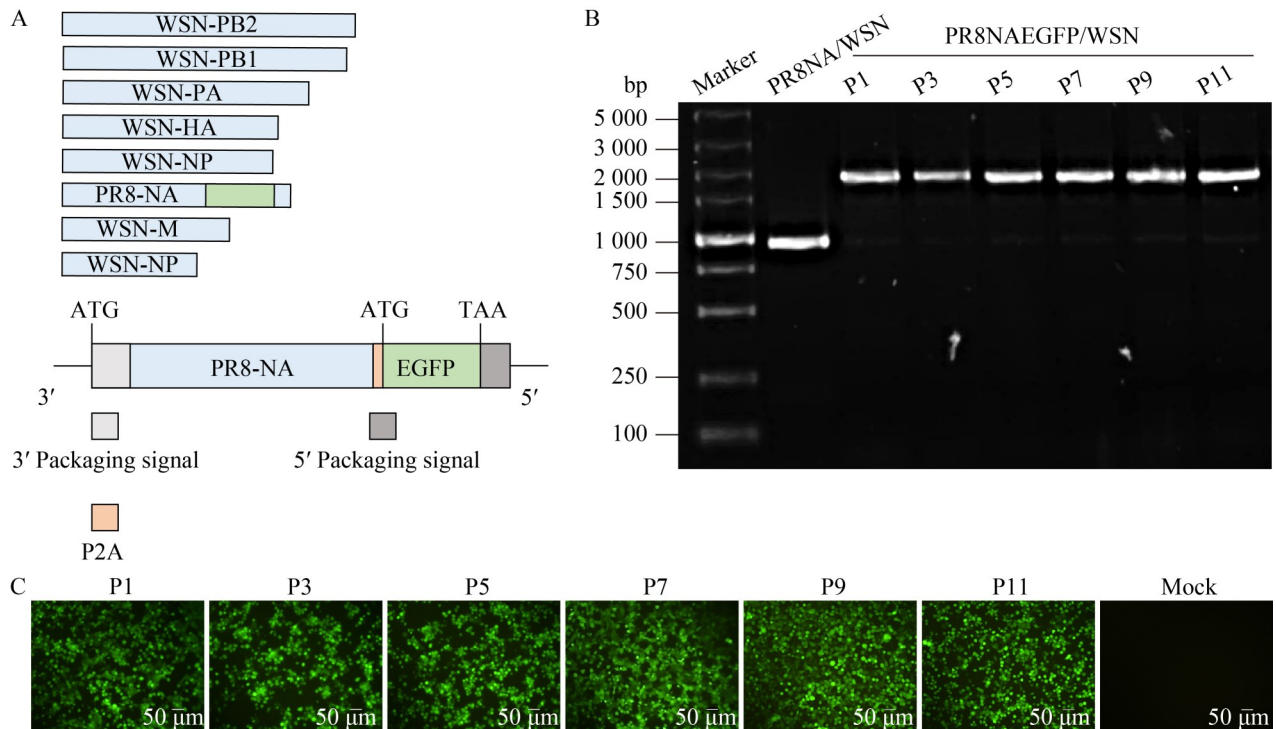 A
WSN-PB2
WSN-PB1
WSN-PA
WSN-HA
WSN-NP
PR8-NA
WSN-M
WSN-NP
ATG ATG TAA
PR8-NA EGFP
3′ 5′
3′ Packaging signal 5′ Packaging signal
P2A
B
PR8NAEGFP/WSN
bp Marker PR8NA/WSN P1 P3 P5 P7 P9 P11
5 000
3 000
2 000
1 500
1 000
750
500
250
100
C P1 P3 P5 P7 P9 P11 Mock
50 μm 50 μm 50 μm 50 μm 50 μm 50 μm 50 μm